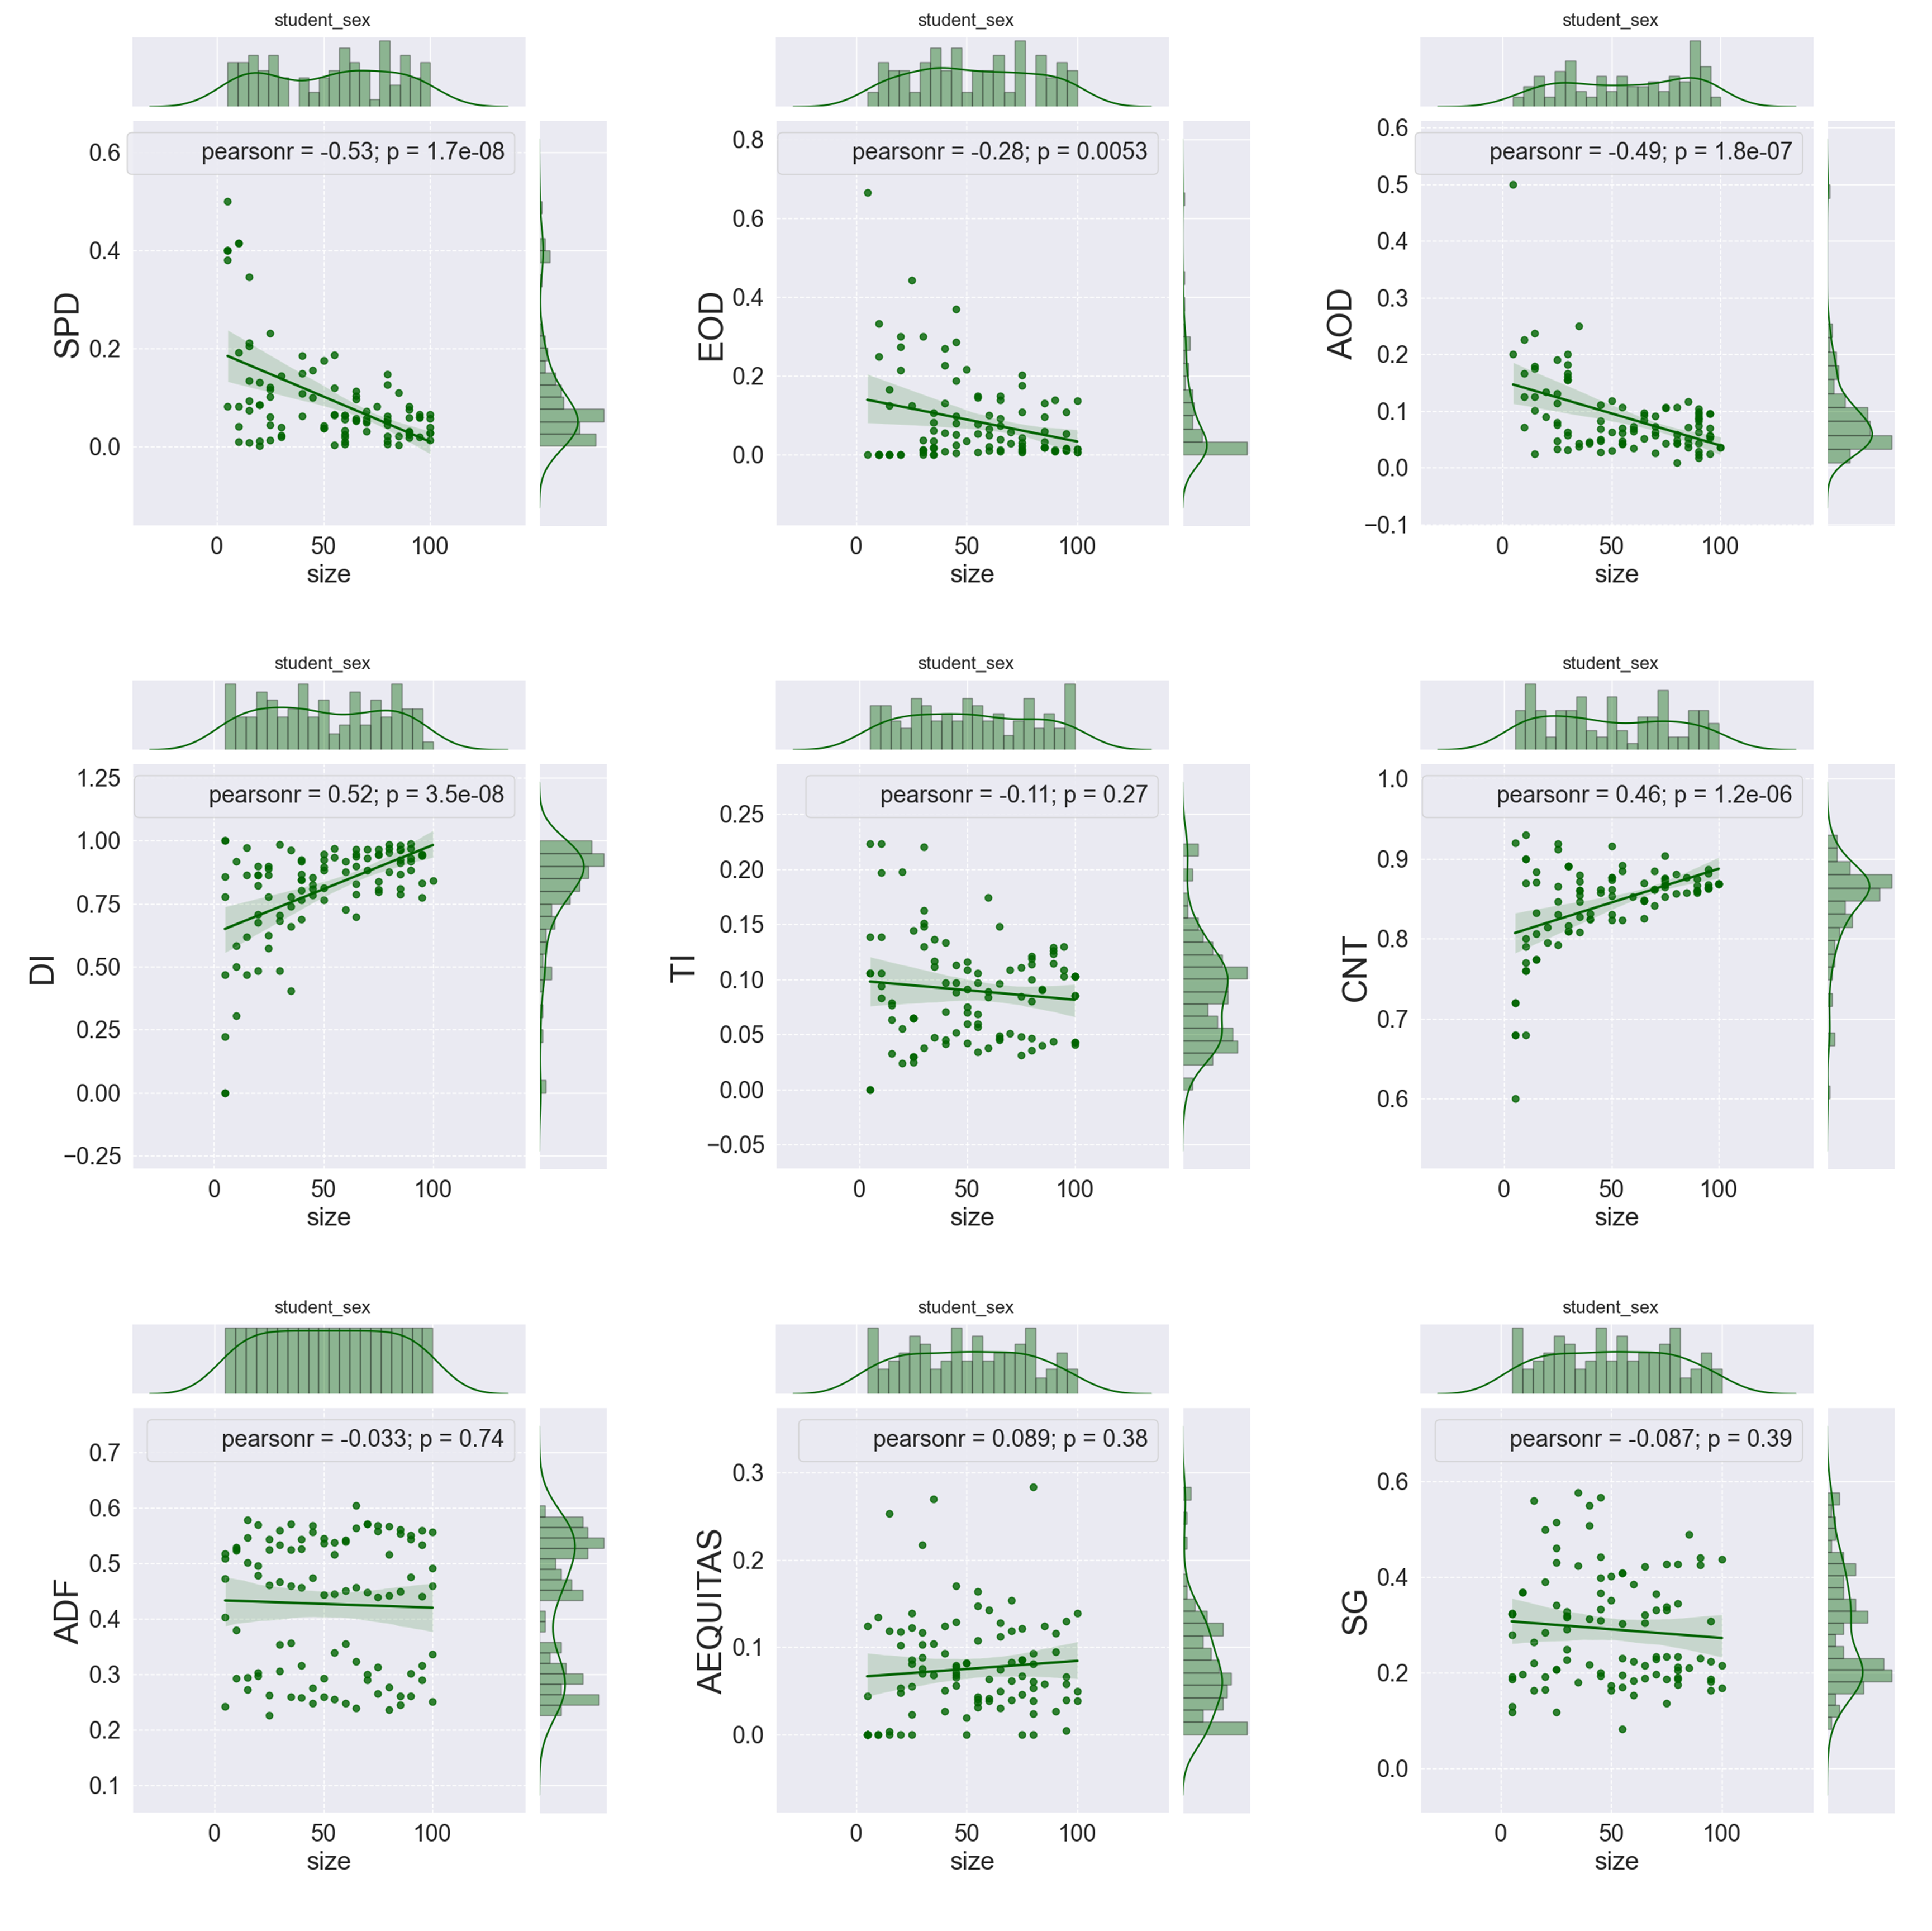 student_sex
student_sex
student_sex
pearsonr = -0.53; p = 1.7e-08
0.6
0.4
0.2
0.0
SPD
0
50
100
size
pearsonr = -0.28; p = 0.0053
0.8
0.6
0.4
0.2
0.0
EOD
0
50
100
size
pearsonr = -0.49; p = 1.8e-07
0.6
0.5
0.4
0.3
0.2
0.1
0.0
−0.1
AOD
0
50
100
size
student_sex
student_sex
student_sex
pearsonr = 0.52; p = 3.5e-08
1.25
1.00
0.75
0.50
0.25
0.00
−0.25
DI
0
50
100
size
pearsonr = -0.11; p = 0.27
0.25
0.20
0.15
0.10
0.05
0.00
−0.05
TI
0
50
100
size
pearsonr = 0.46; p = 1.2e-06
1.0
0.9
0.8
0.7
0.6
CNT
0
50
100
size
student_sex
student_sex
student_sex
pearsonr = -0.033; p = 0.74
0.7
0.6
0.5
0.4
0.3
0.2
0.1
ADF
0
50
100
size
pearsonr = 0.089; p = 0.38
0.3
0.2
0.1
0.0
AEQUITAS
0
50
100
size
pearsonr = -0.087; p = 0.39
0.6
0.4
0.2
0.0
SG
0
50
100
size